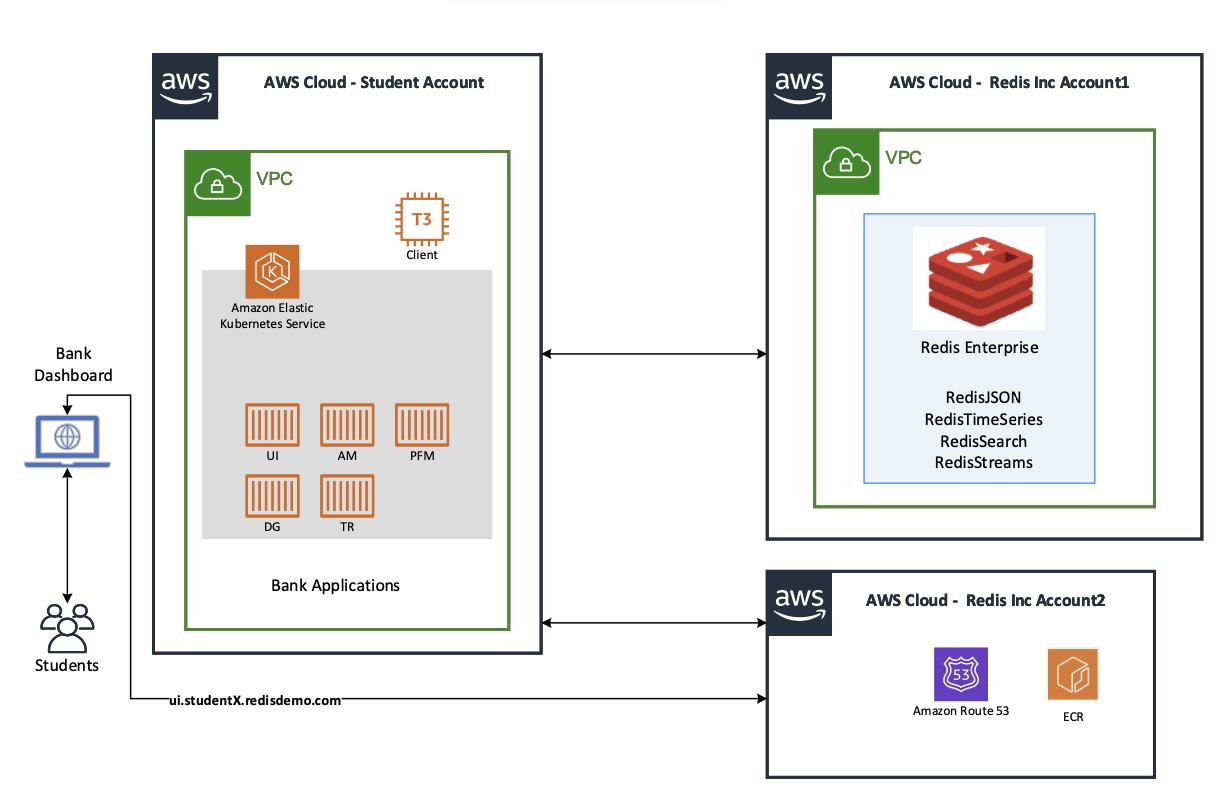 aws
AWS Cloud - Student Account
VPC
T3
Client
K
Amazon Elastic
Kubernetes Service
UI
AM
PFM
DG
TR
Bank Applications
Bank
Dashboard
Students
ui.studentX.redisdemo.com
aws
AWS Cloud -  Redis Inc Account1
VPC
Redis Enterprise
RedisJSON
RedisTimeSeries
RedisSearch
RedisStreams
aws
AWS Cloud -  Redis Inc Account2
53
Amazon Route 53
ECR